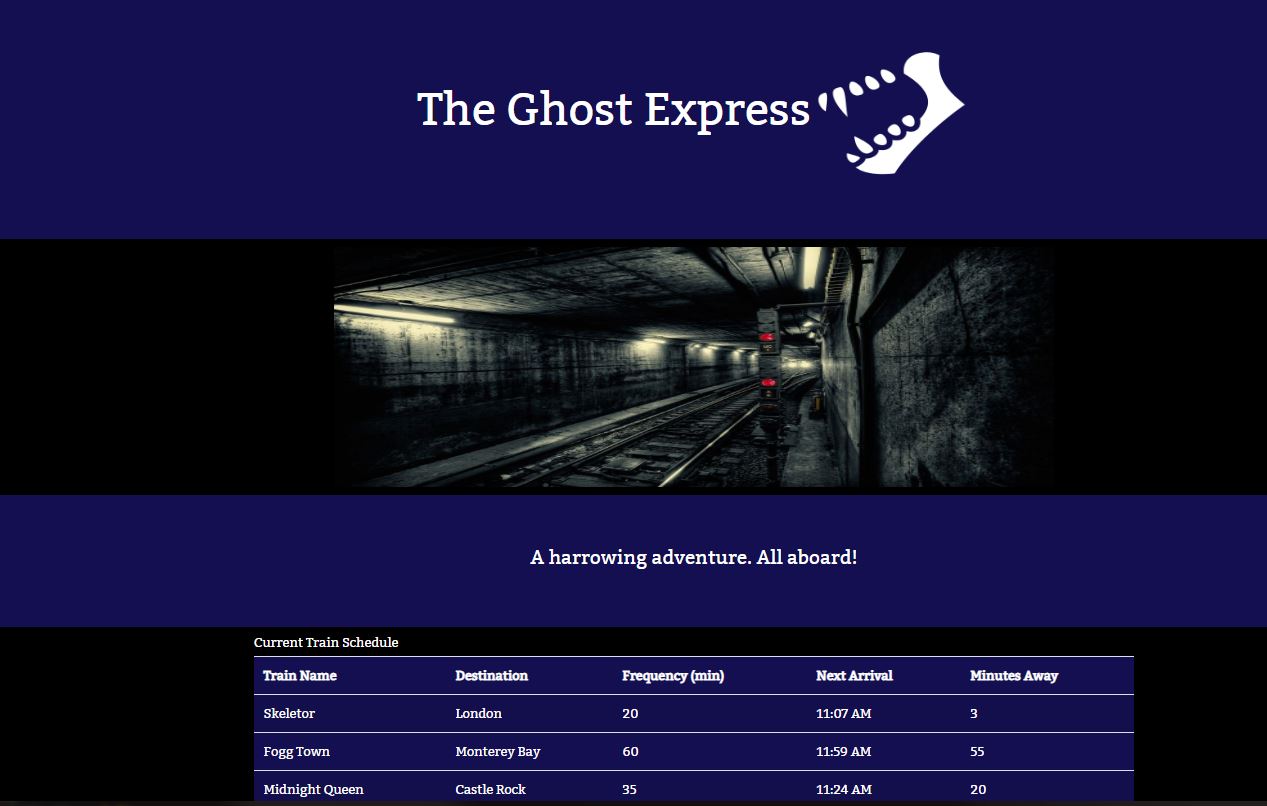 The Ghost Express
A harrowing adventure. All aboard!
Current Train Schedule
Train Name Destination Frequency (min) Next Arrival Minutes Away
Skeletor London 20 11:07 AM 3
Fogg Town Monterey Bay 60 11:59 AM 55
Midnight Queen Castle Rock 35 11:24 AM 20